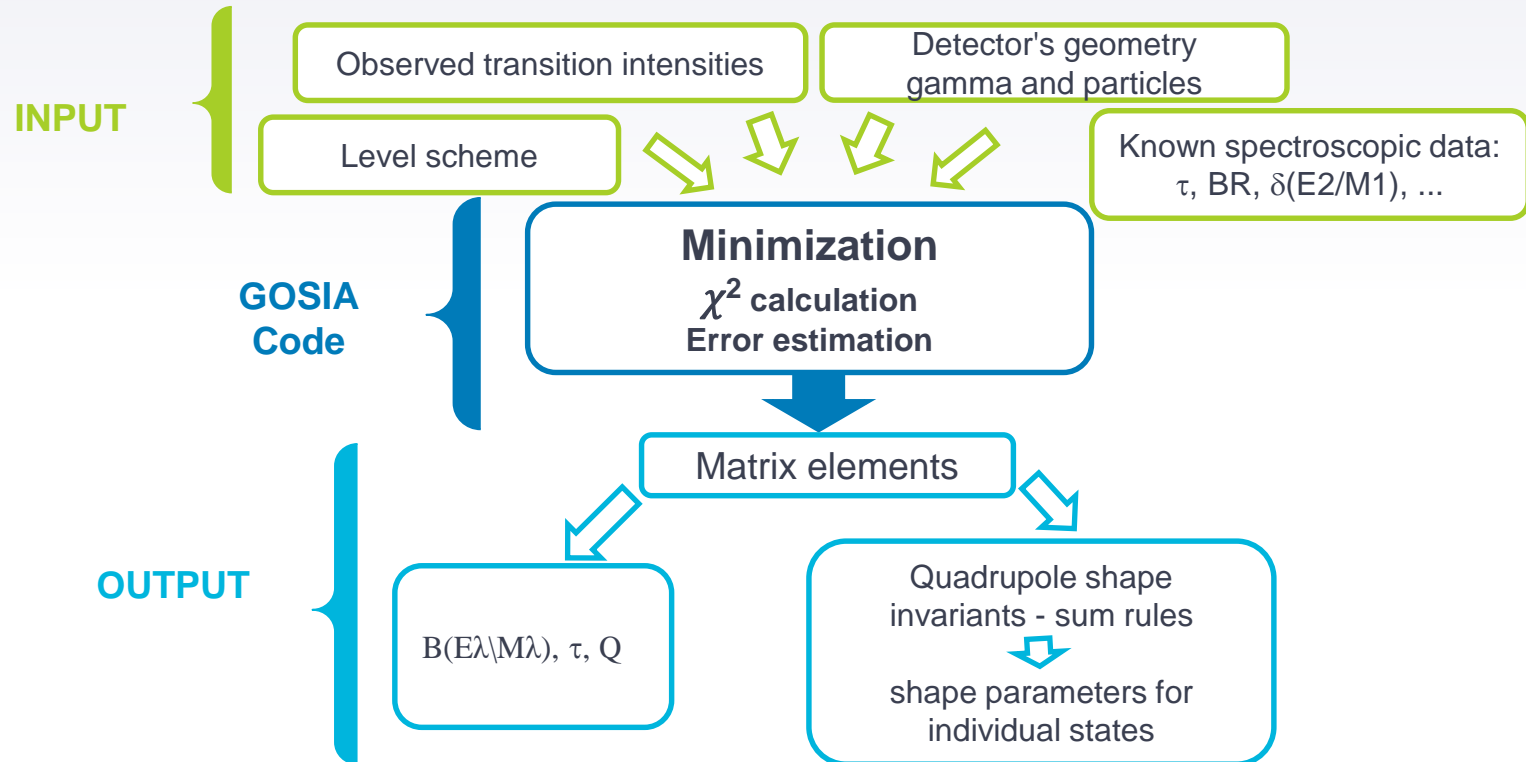 INPUT
Observed transition intensities
Detector's geometry
gamma and particles
Level scheme
Known spectroscopic data:
τ, BR, δ(E2/M1), ...
GOSIA
Code
Minimization
χ² calculation
Error estimation
Matrix elements
OUTPUT
B(Eλ\Mλ), τ, Q
Quadrupole shape
invariants - sum rules
shape parameters for
individual states